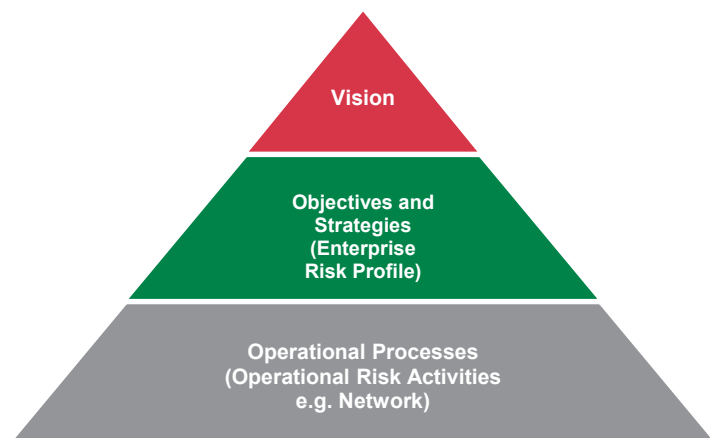 Vision
Objectives and
Strategies
(Enterprise
Risk Profile)
Operational Processes
(Operational Risk Activities
e.g. Network)